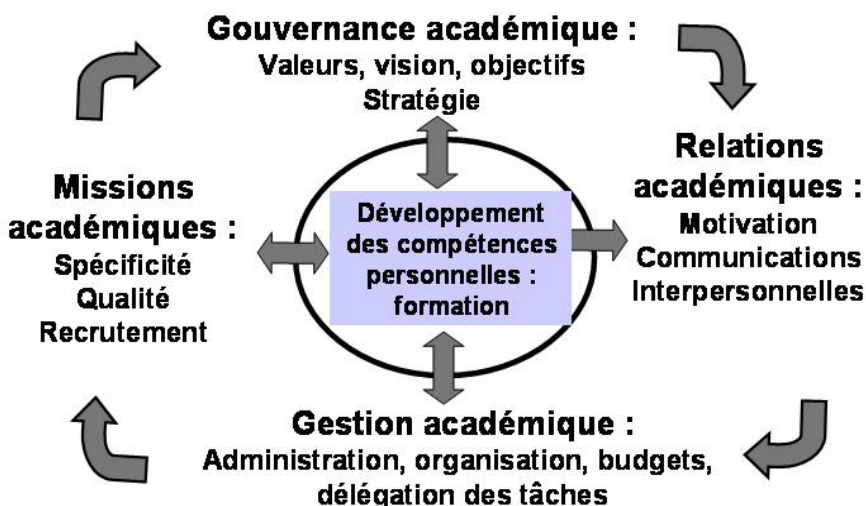 Gouvernance académique :
Valeurs, vision, objectifs
Stratégie
Relations
académiques :
Motivation
Communications
Interpersonnelles
Missions
académiques :
Spécificité
Qualité
Recrutement
Développement
des compétences
personnelles :
formation
Gestion académique :
Administration, organisation, budgets,
délégation des tâches